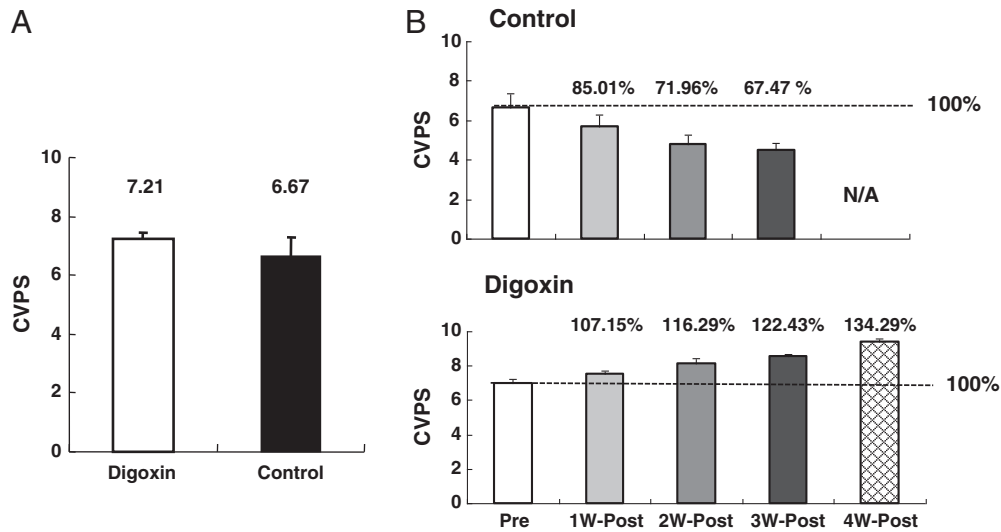 A
10
8
6
4
2
0
CVPS
7.21
6.67
Digoxin
Control
B
Control
10
8
6
4
2
0
CVPS
85.01%
71.96%
67.47 %
100%
N/A
Digoxin
10
8
6
4
2
0
CVPS
107.15%
116.29%
122.43%
134.29%
100%
Pre
1W-Post
2W-Post
3W-Post
4W-Post